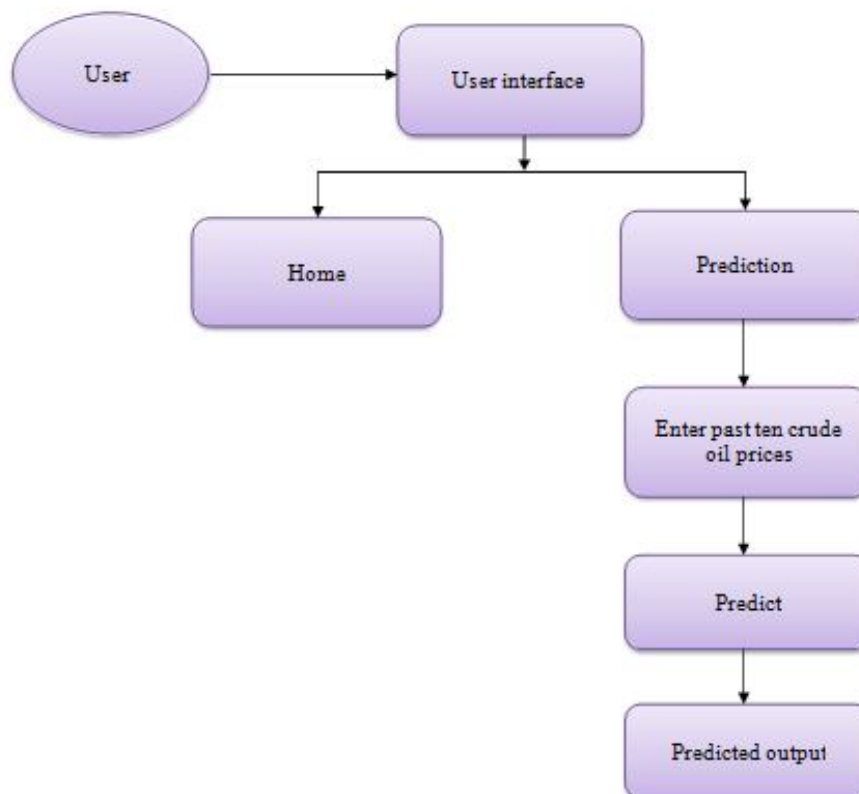 User
User interface
Home
Prediction
Enter past ten crude
oil prices
Predict
Predicted output